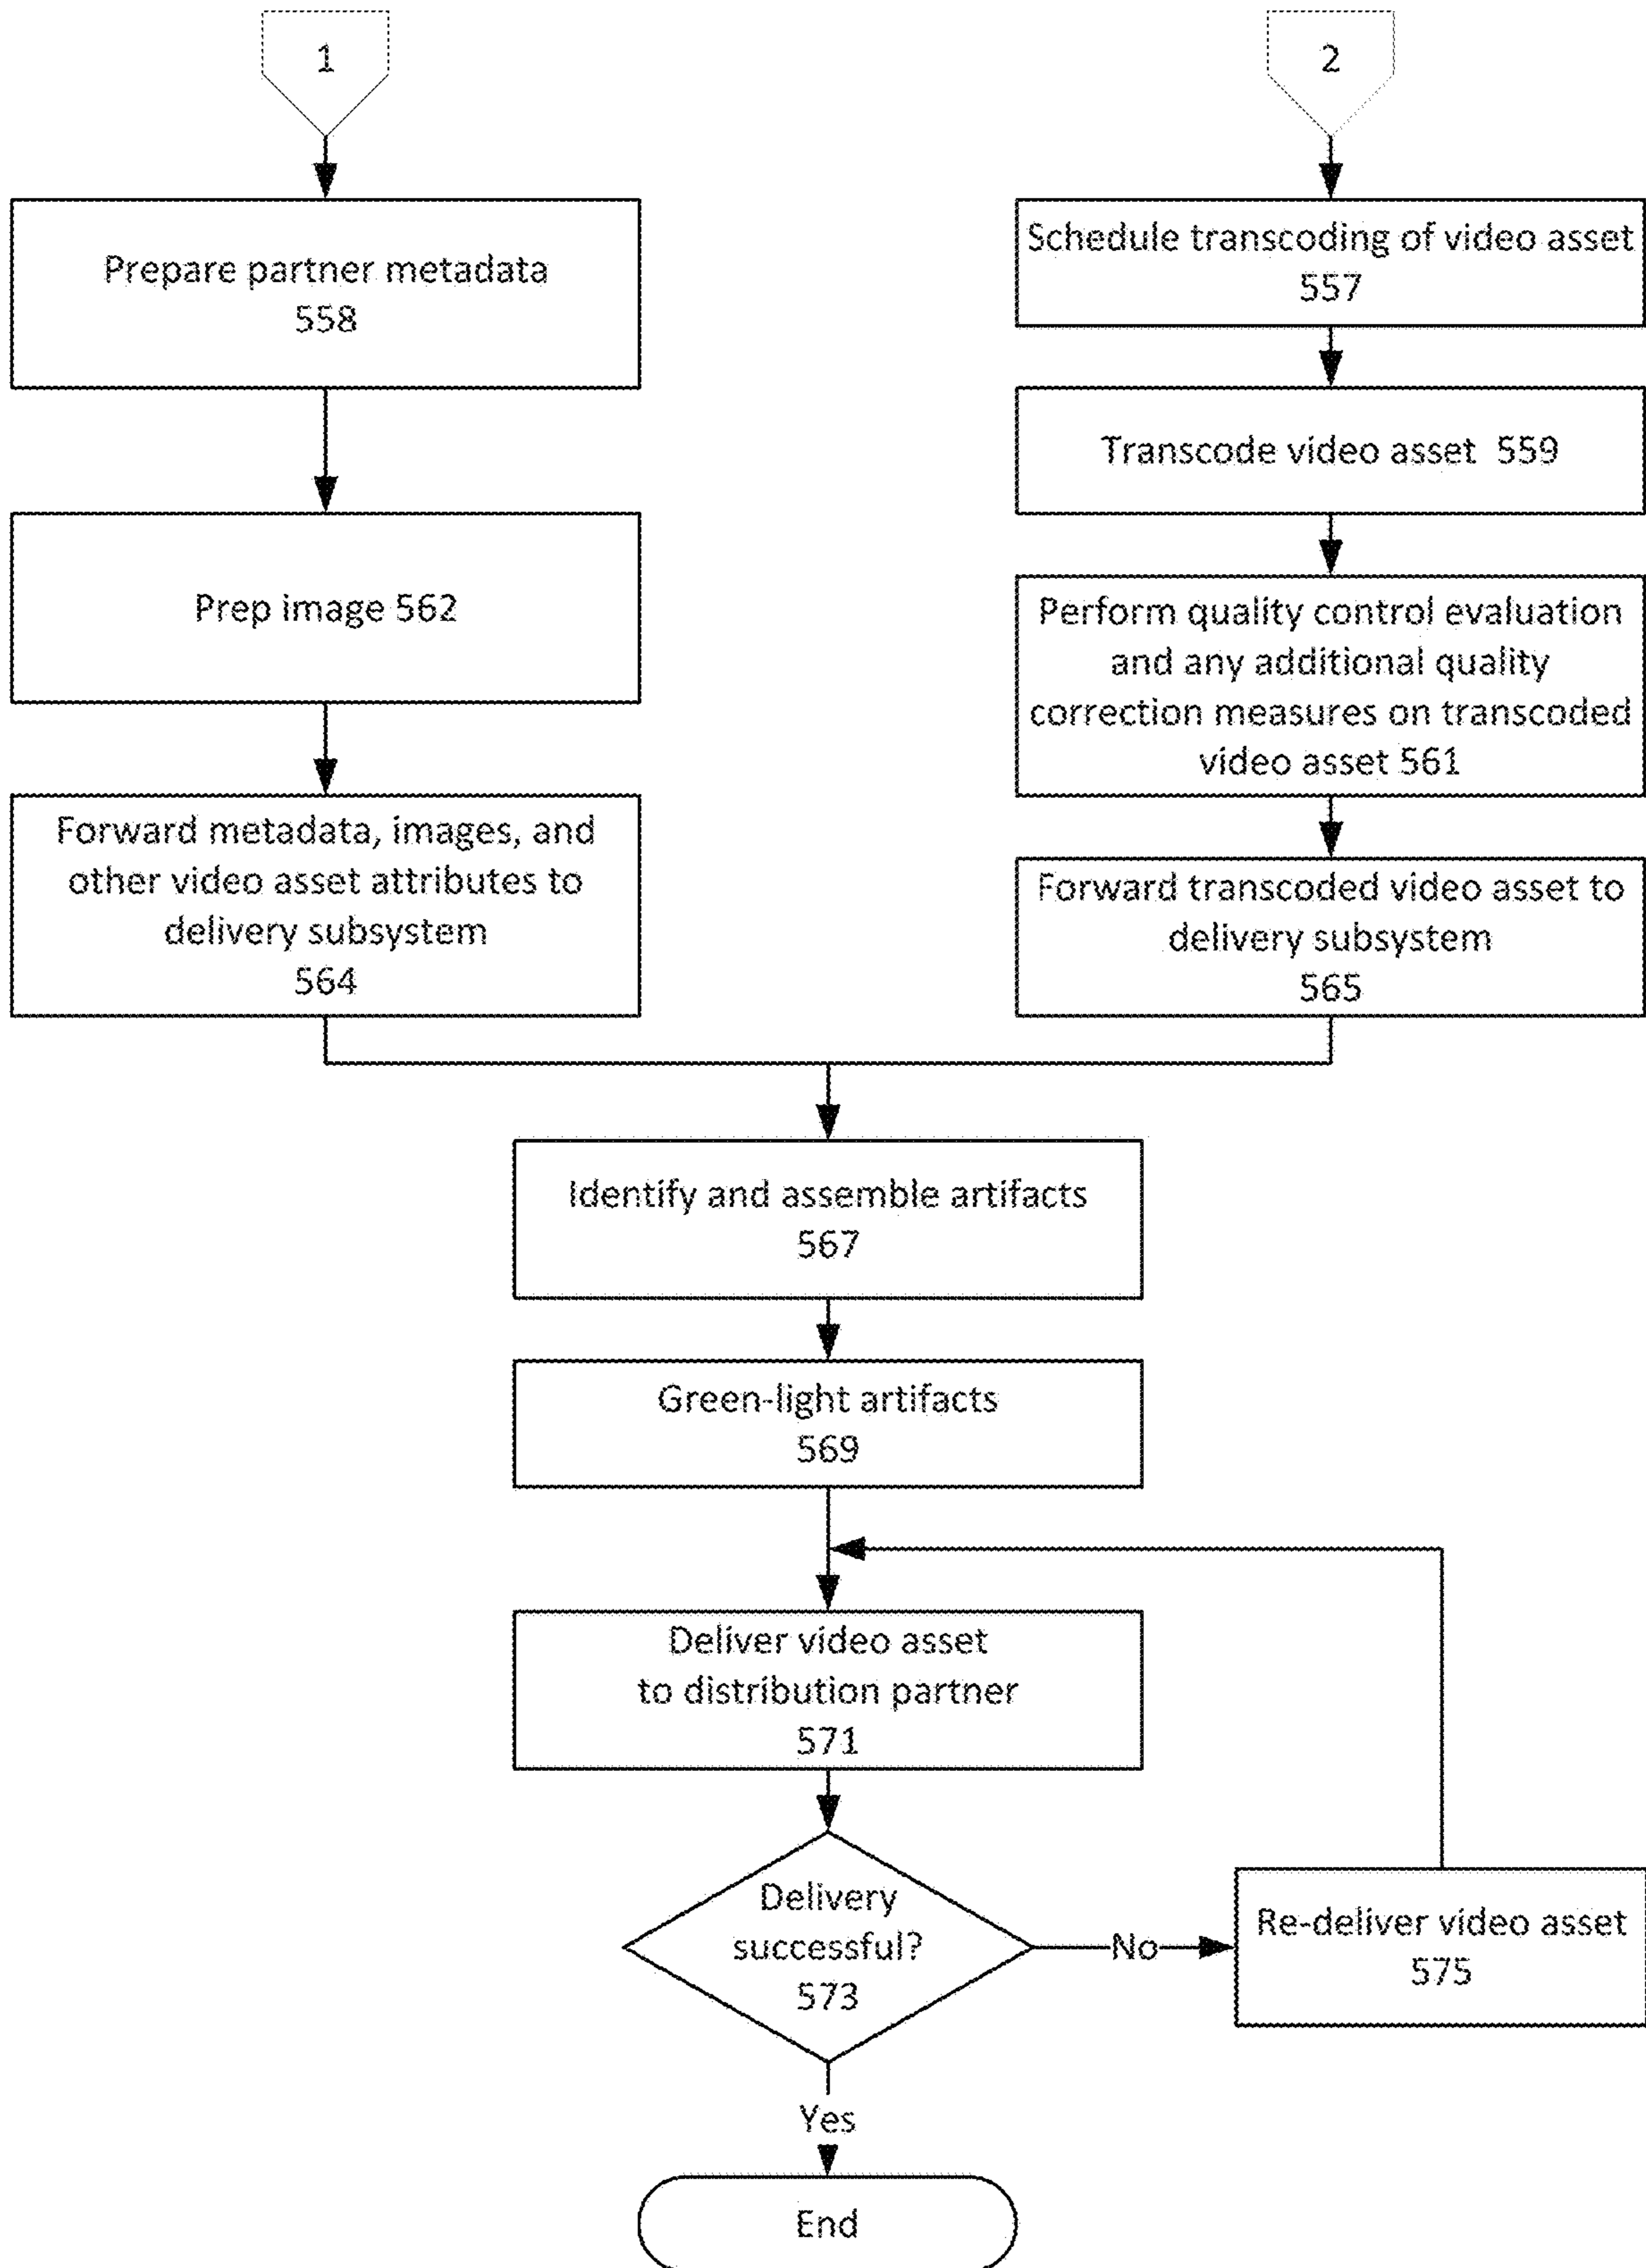 1
Prepare partner metadata
558
Prep image 562
Forward metadata, images, and
other video asset attributes to
delivery subsystem
564
2
Schedule transcoding of video asset
557
Transcode video asset 559
Perform quality control evaluation
and any additional quality
correction measures on transcoded
video asset 561
Forward transcoded video asset to
delivery subsystem
565
Identify and assemble artifacts
567
Green-light artifacts
569
Deliver video asset
to distribution partner
571
Delivery
successful?
573
No
Re-deliver video asset
575
Yes
End